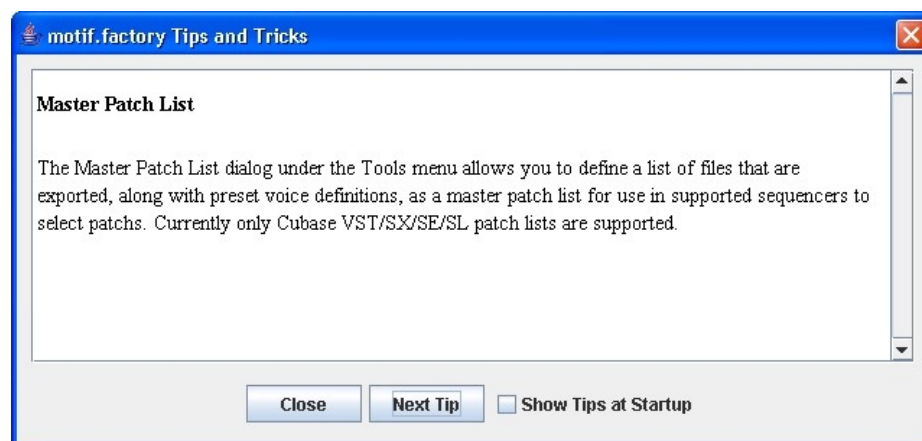 motif.factory Tips and Tricks
Master Patch List
The Master Patch List dialog under the Tools menu allows you to define a list of files that are
exported, along with preset voice definitions, as a master patch list for use in supported sequencers to
select patchs. Currently only Cubase VST/SX/SE/SL patch lists are supported.
Close
Next Tip
Show Tips at Startup